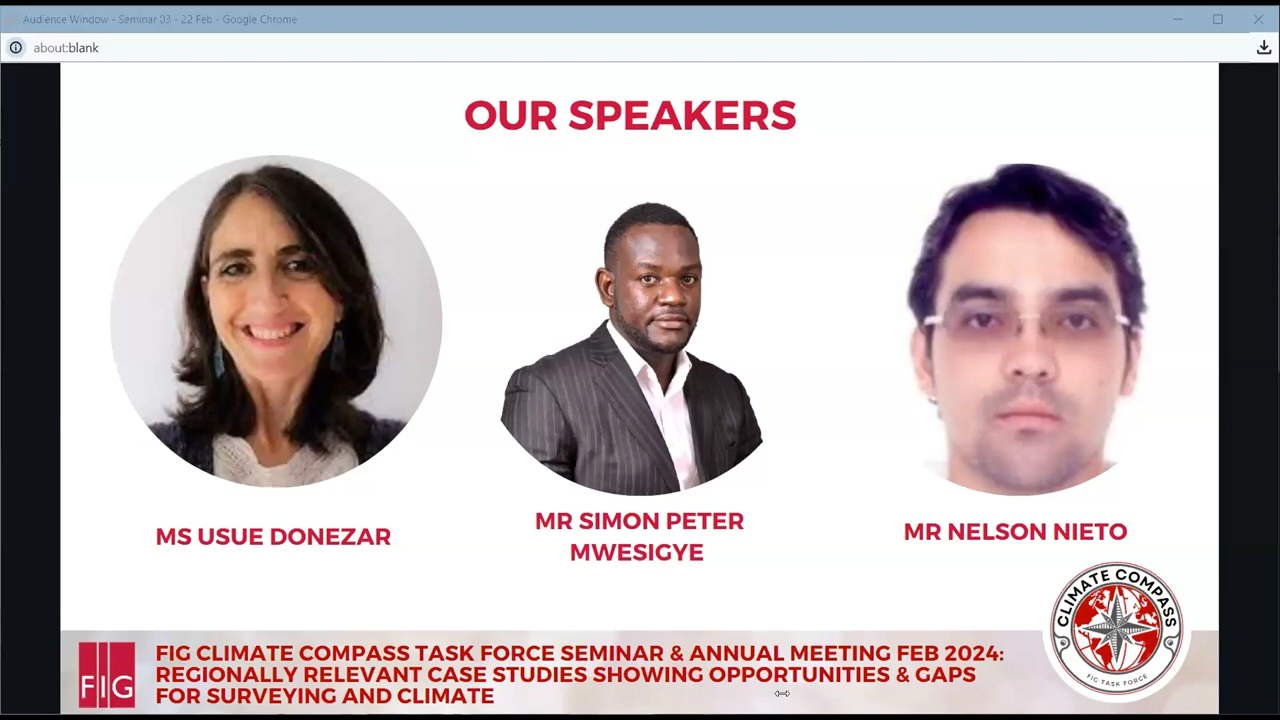 Audience Window - Seminar 03 - 22 Feb - Google Chrome
about:blank
OUR SPEAKERS
MS USUE DONEZAR
MR SIMON PETER
MWESIGYE
MR NELSON NIETO
CLIMATE COMPASS
FIG TASK FORCE
FIG
FIG CLIMATE COMPASS TASK FORCE SEMINAR & ANNUAL MEETING FEB 2024:
REGIONALLY RELEVANT CASE STUDIES SHOWING OPPORTUNITIES & GAPS
FOR SURVEYING AND CLIMATE